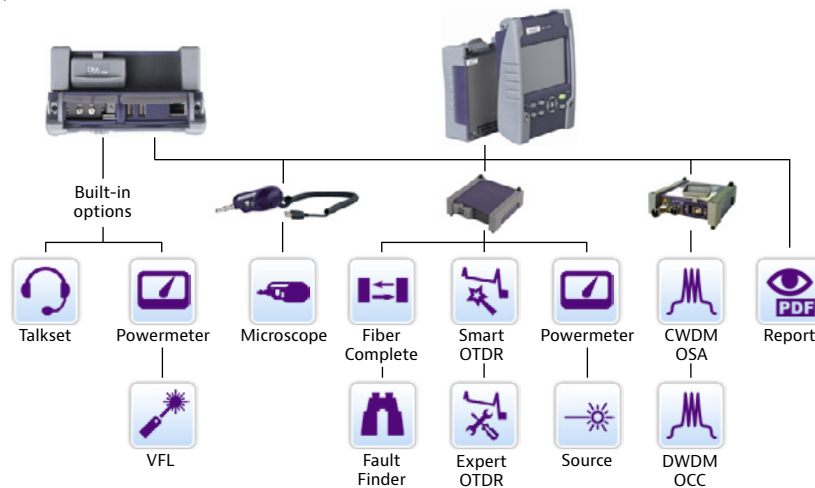 Built-in
options
Talkset
Powermeter
Microscope
Fiber
Complete
Smart
OTDR
Powermeter
CWDM
OSA
PDF
Report
VFL
Fault
Finder
Expert
OTDR
Source
DWDM
OCC